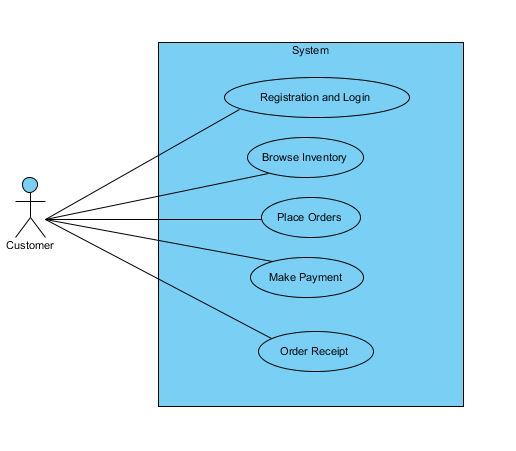 System
Registration and Login
Browse Inventory
Place Orders
Make Payment
Order Receipt
Customer